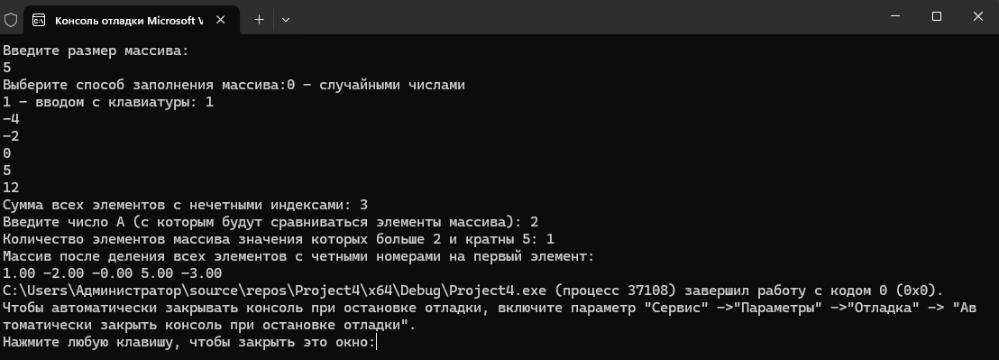 Консоль отладки Microsoft V
Введите размер массива:
5
Выберите способ заполнения массива:0 - случайными числами
1 - вводом с клавиатуры: 1
-4
-2
0
5
12
Сумма всех элементов с нечетными индексами: 3
Введите число А (с которым будут сравниваться элементы массива): 2
Количество элементов массива значения которых больше 2 и кратны 5: 1
Массив после деления всех элементов с четными номерами на первый элемент:
1.00 -2.00 -0.00 5.00 -3.00
C:\Users\Администратор\source\repos\Project4\x64\Debug\Project4.exe (процесс 37108) завершил работу с кодом 0 (0x0).
Чтобы автоматически закрывать консоль при остановке отладки, включите параметр "Сервис" ->"Параметры" ->"Отладка" -> "Ав
томатически закрыть консоль при остановке отладки".
Нажмите любую клавишу, чтобы закрыть это окно: